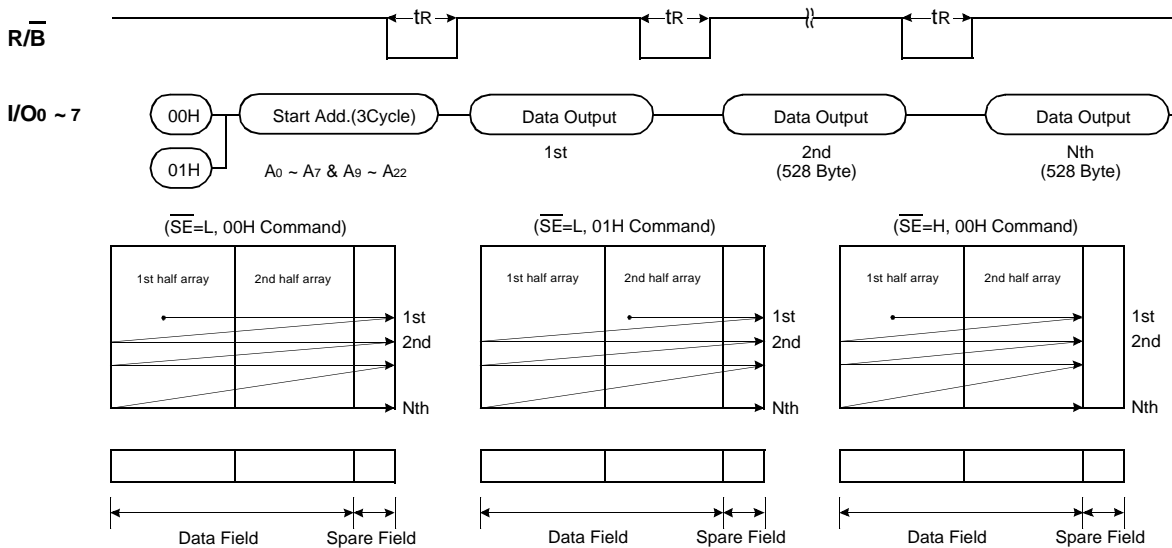 tR tR tR
R/B̅
I/O0 ~ 7
00H Start Add.(3Cycle) Data Output Data Output Data Output
01H
A0 ~ A7 & A9 ~ A22
1st 2nd Nth
(528 Byte) (528 Byte)
(S̅E̅=L, 00H Command) (S̅E̅=L, 01H Command) (S̅E̅=H, 00H Command)
1st half array 2nd half array 1st half array 2nd half array 1st half array 2nd half array
1st 1st 1st
2nd 2nd 2nd
Nth Nth Nth
Data Field Spare Field Data Field Spare Field Data Field Spare Field